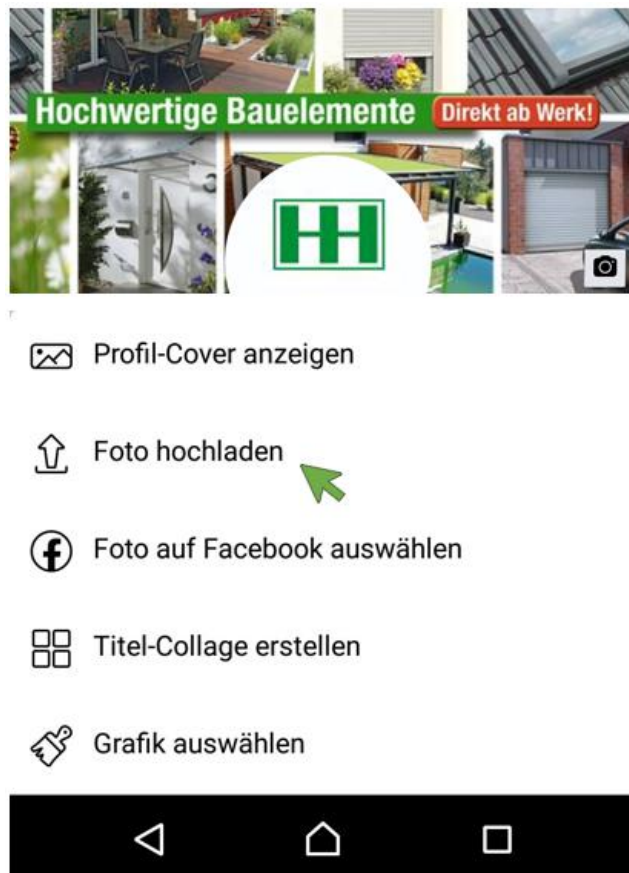 Hochwertige Bauelemente Direkt ab Werk!
HH
Profil-Cover anzeigen
Foto hochladen
Foto auf Facebook auswählen
Titel-Collage erstellen
Grafik auswählen